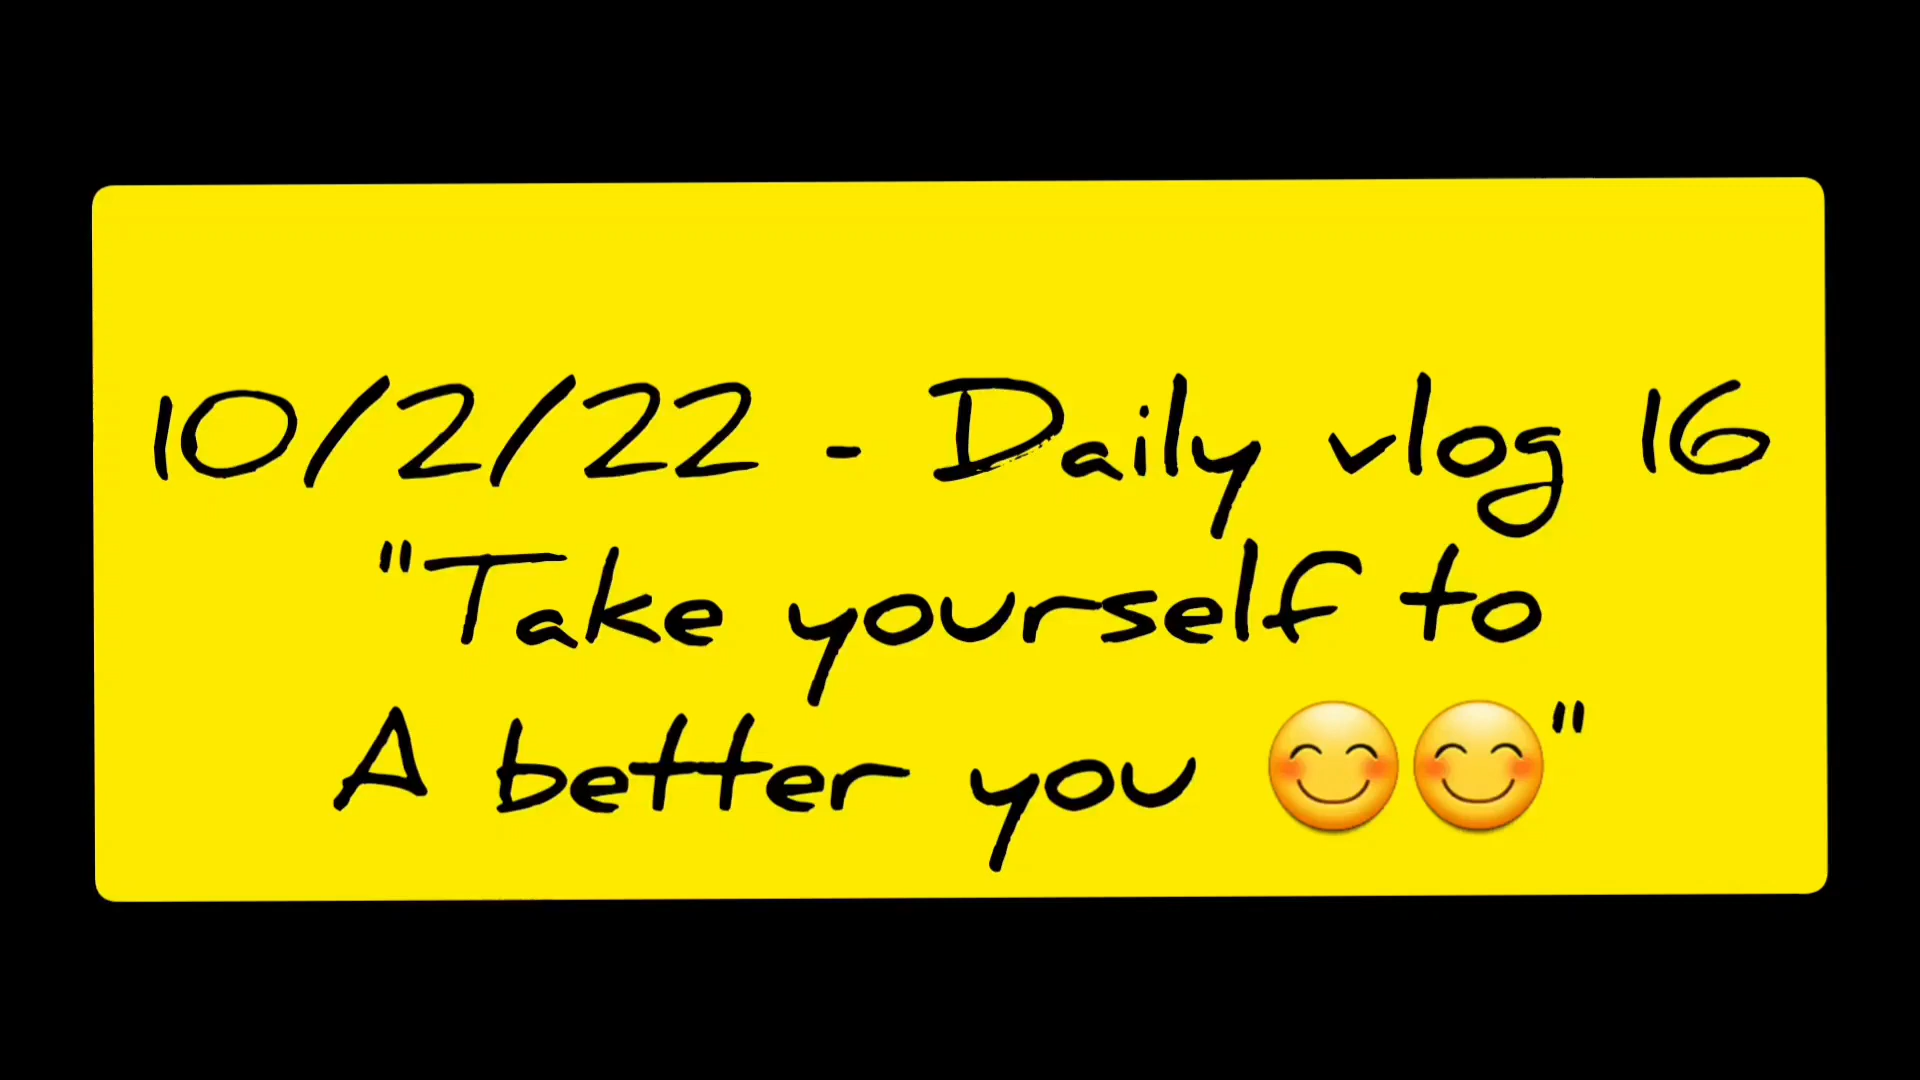 10/2/22 - Daily vlog 16
"Take yourself to
A better you 😊😊"